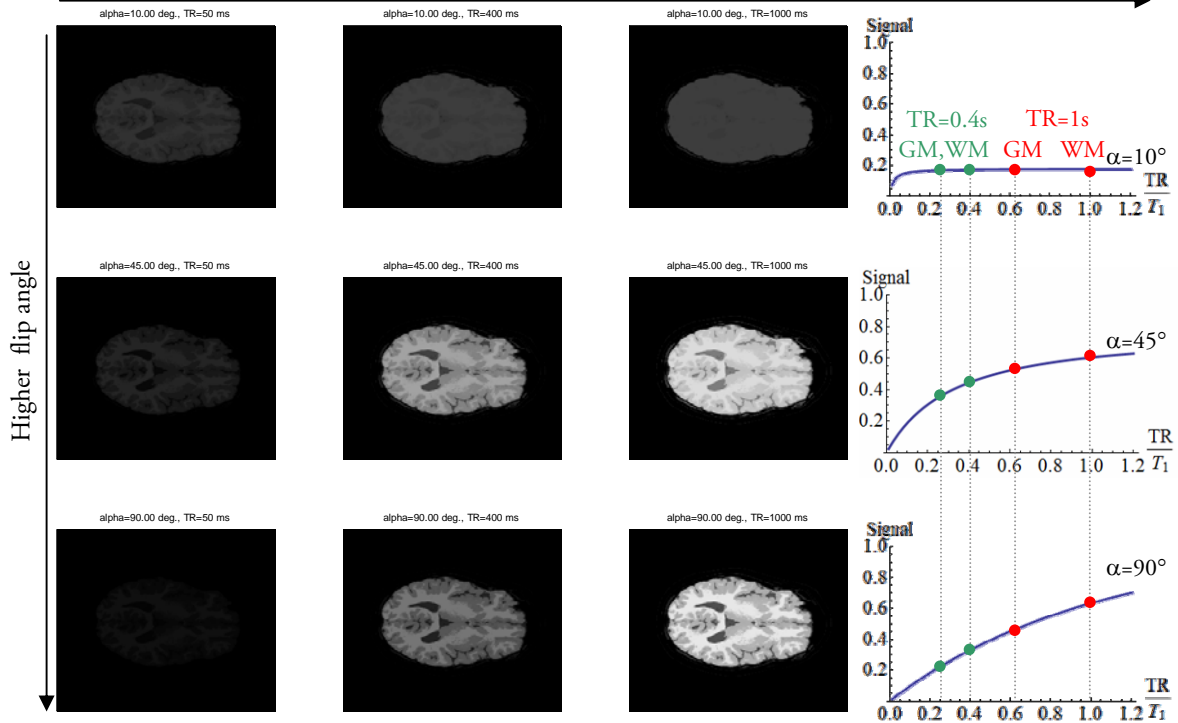 alpha=10.00 deg., TR=50 ms
alpha=10.00 deg., TR=400 ms
alpha=10.00 deg., TR=1000 ms
Signal
1.0
0.8
0.6
0.4
0.2
TR=0.4s
TR=1s
GM,WM
GM
WM
α=10°
0.0 0.2 0.4 0.6 0.8 1.0 1.2
TR
T1
Higher flip angle
alpha=45.00 deg., TR=50 ms
alpha=45.00 deg., TR=400 ms
alpha=45.00 deg., TR=1000 ms
Signal
1.0
0.8
0.6
0.4
0.2
α=45°
0.0 0.2 0.4 0.6 0.8 1.0 1.2
TR
T1
alpha=90.00 deg., TR=50 ms
alpha=90.00 deg., TR=400 ms
alpha=90.00 deg., TR=1000 ms
Signal
1.0
0.8
0.6
0.4
0.2
α=90°
0.0 0.2 0.4 0.6 0.8 1.0 1.2
TR
T1